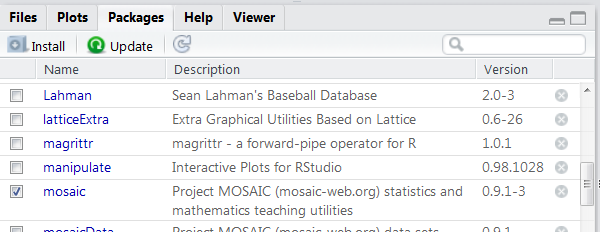 Files Plots Packages Help Viewer
Install Update
Name Description Version
Lahman Sean Lahman's Baseball Database 2.0-3
latticeExtra Extra Graphical Utilities Based on Lattice 0.6-26
magrittr magrittr - a forward-pipe operator for R 1.0.1
manipulate Interactive Plots for RStudio 0.98.1028
mosaic Project MOSAIC (mosaic-web.org) statistics and 0.9.1-3
mathematics teaching utilities
mosaicData Project MOSAIC (mosaic-web.org) data sets 0.9.1